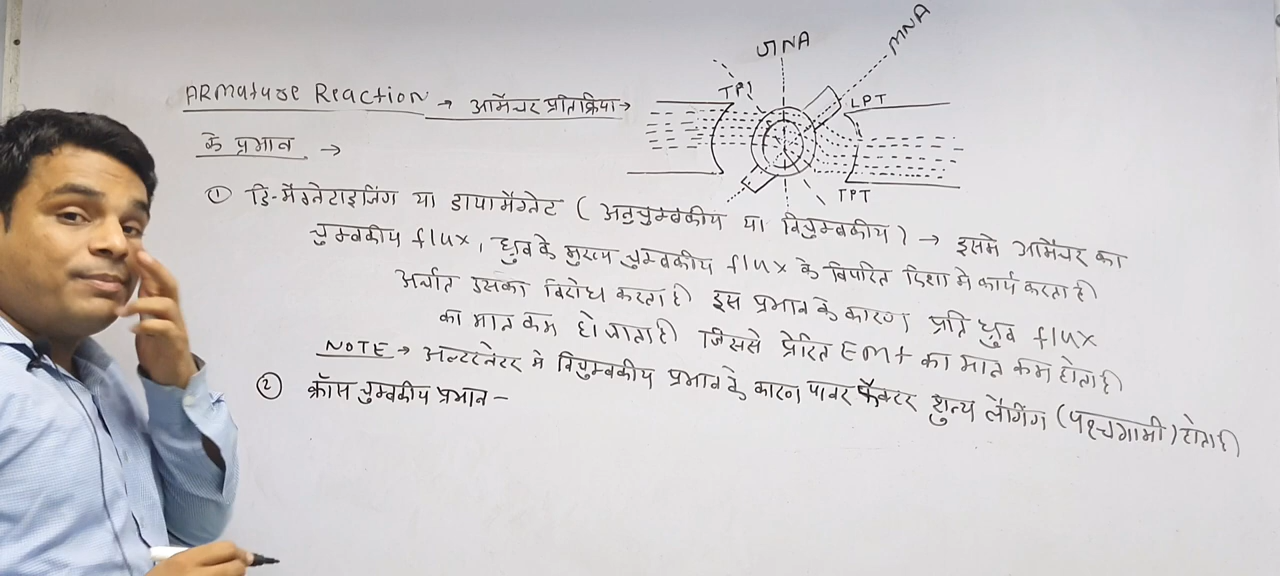 GNA
MNA
TPI
LPT
TPT
ARMature Reaction → आर्मेचर प्रतिक्रिया →
के प्रभाव →
① डि-मैग्नेटाइजिंग या डायामैग्नेट (अनुचुम्बकीय या विचुम्बकीय) → इसमे आर्मेचर का
चुम्बकीय flux, ध्रुव के मुख्य चुम्बकीय flux के विपरित दिशा मे कार्य करता है
अर्थात उसका विरोध करता है। इस प्रभाव के कारण प्रति ध्रुव flux
का मान कम हो जाता है। जिससे प्रेरित EMf का मान कम होता है।
NOTE → अल्टरनेटर मे विचुम्बकीय प्रभाव के कारण पावर फैक्टर शुन्य लैगिंग (पश्चगामी) होता है।
② क्रॉस चुम्बकीय प्रभाव –